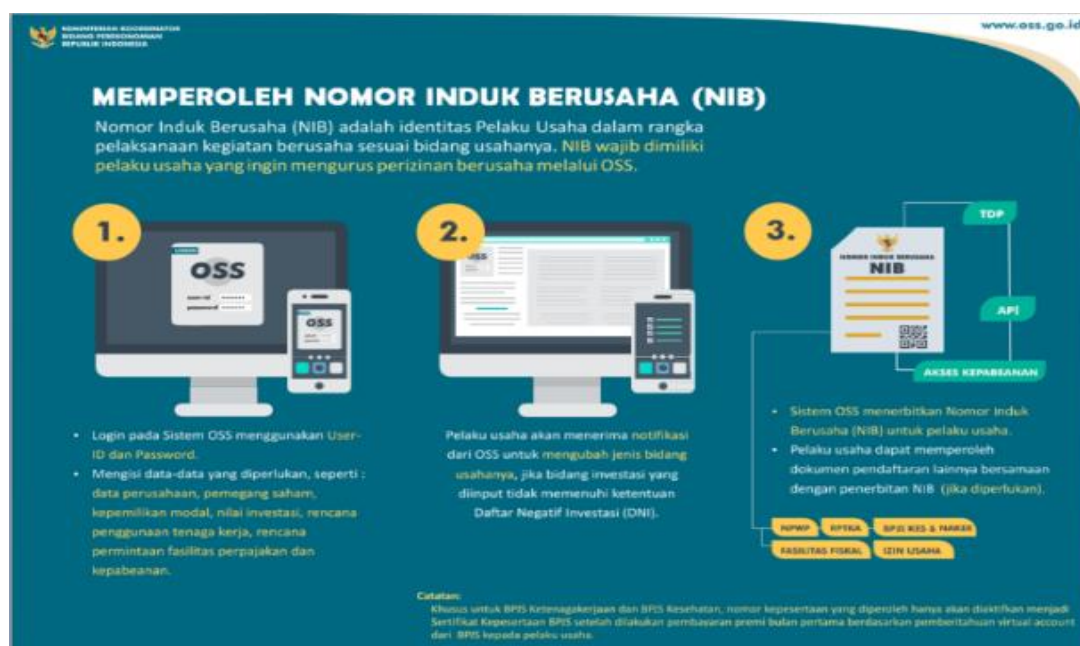 KEMENTERIAN KOORDINATOR
BIDANG PEREKONOMIAN
REPUBLIK INDONESIA
www.oss.go.id
MEMPEROLEH NOMOR INDUK BERUSAHA (NIB)
Nomor Induk Berusaha (NIB) adalah identitas Pelaku Usaha dalam rangka
pelaksanaan kegiatan berusaha sesuai bidang usahanya. NIB wajib dimiliki
pelaku usaha yang ingin mengurus perizinan berusaha melalui OSS.
1.
OSS
user-id
password
OSS
• Login pada Sistem OSS menggunakan User-
ID dan Password.
• Mengisi data-data yang diperlukan, seperti :
data perusahaan, pemegang saham,
kepemilikan modal, nilai investasi, rencana
penggunaan tenaga kerja, rencana
permintaan fasilitas perpajakan dan
kepabeanan.
2.
OSS
Pelaku usaha akan menerima notifikasi
dari OSS untuk mengubah jenis bidang
usahanya, jika bidang investasi yang
diinput tidak memenuhi ketentuan
Daftar Negatif Investasi (DNI).
3.
NOMOR INDUK BERUSAHA
NIB
TDP
API
AKSES KEPABEANAN
• Sistem OSS menerbitkan Nomor Induk
Berusaha (NIB) untuk pelaku usaha.
• Pelaku usaha dapat memperoleh
dokumen pendaftaran lainnya bersamaan
dengan penerbitan NIB (jika diperlukan).
NPWP
RPTKA
BPJS KES & NAKER
FASILITAS FISKAL
IZIN USAHA
Catatan:
Khusus untuk BPJS Ketenagakerjaan dan BPJS Kesehatan, nomor kepesertaan yang diperoleh hanya akan diaktifkan menjadi
Sertifikat Kepesertaan BPJS setelah dilakukan pembayaran premi bulan pertama berdasarkan pemberitahuan virtual account
dari BPJS kepada pelaku usaha.